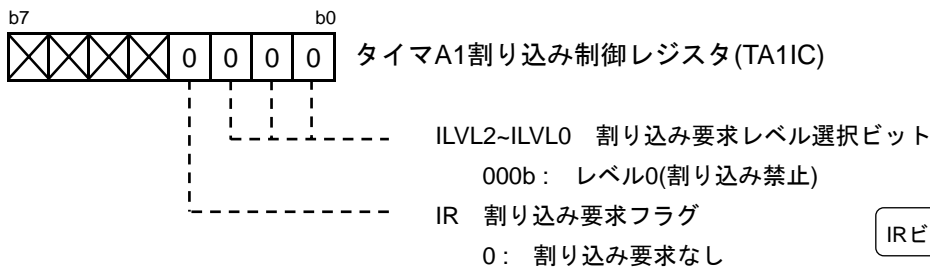 b7 b0
0 0 0 0 タイマA1割り込み制御レジスタ(TA1IC)
ILVL2~ILVL0 割り込み要求レベル選択ビット
000b : レベル0(割り込み禁止)
IR 割り込み要求フラグ
IRビ
0 : 割り込み要求なし